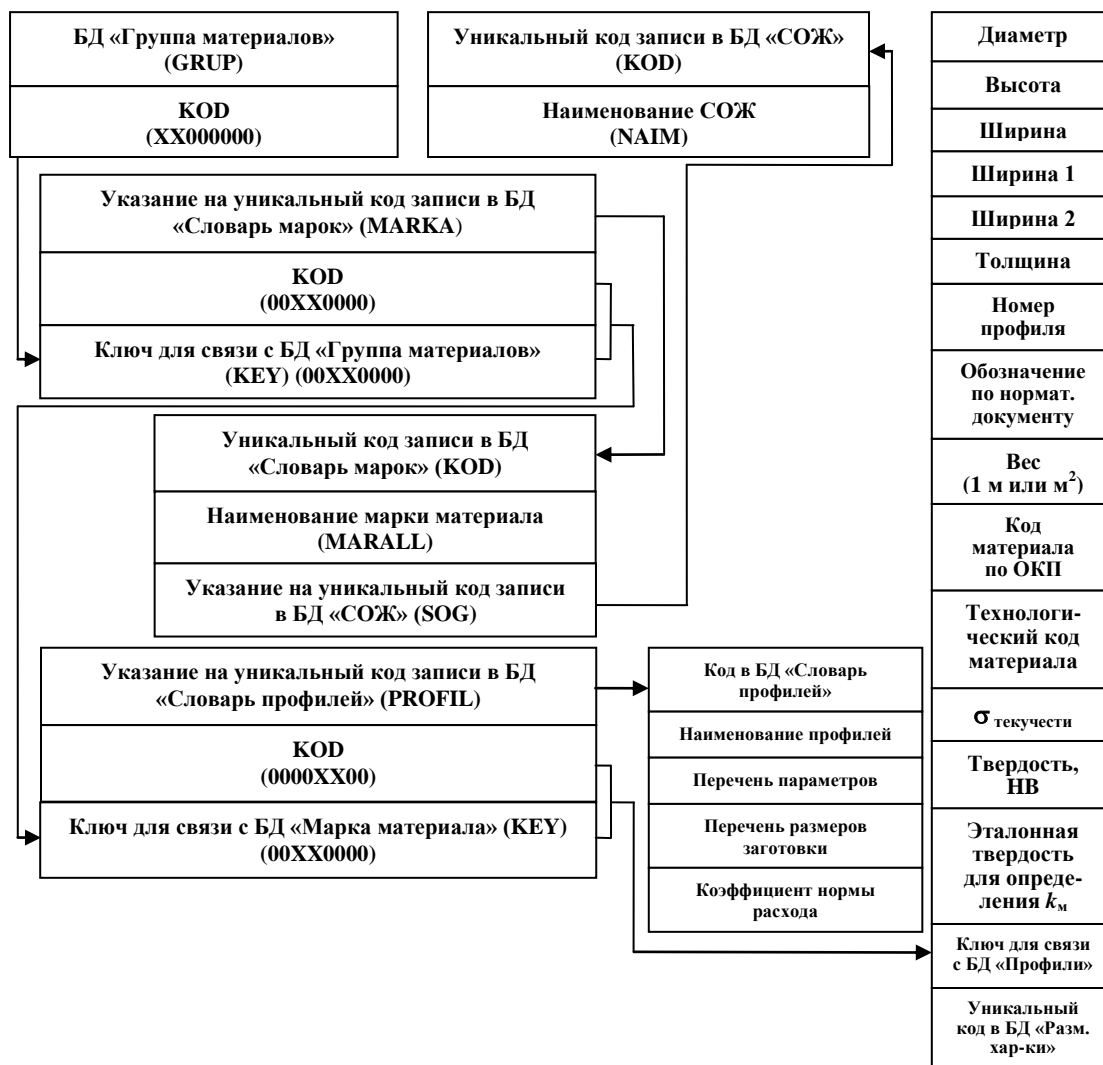 БД «Группа материалов»
(GRUP)
KOD
(XX000000)
Уникальный код записи в БД «СОЖ»
(KOD)
Наименование СОЖ
(NAIM)
Указание на уникальный код записи в БД
«Словарь марок» (MARKA)
KOD
(00XX0000)
Ключ для связи с БД «Группа материалов»
(KEY) (00XX0000)
Уникальный код записи в БД
«Словарь марок» (KOD)
Наименование марки материала
(MARALL)
Указание на уникальный код записи
в БД «СОЖ» (SOG)
Указание на уникальный код записи в БД
«Словарь профилей» (PROFIL)
KOD
(0000XX00)
Ключ для связи с БД «Марка материала» (KEY)
(00XX0000)
Код в БД «Словарь
профилей»
Наименование профилей
Перечень параметров
Перечень размеров
заготовки
Коэффициент нормы
расхода
Диаметр
Высота
Ширина
Ширина 1
Ширина 2
Толщина
Номер
профиля
Обозначение
по нормат.
документу
Вес
(1 м или м²)
Код
материала
по ОКП
Технологи-
ческий код
материала
σ текучести
Твердость,
НВ
Эталонная
твердость
для опреде-
ления kм
Ключ для связи
с БД «Профили»
Уникальный
код в БД «Разм.
хар-ки»